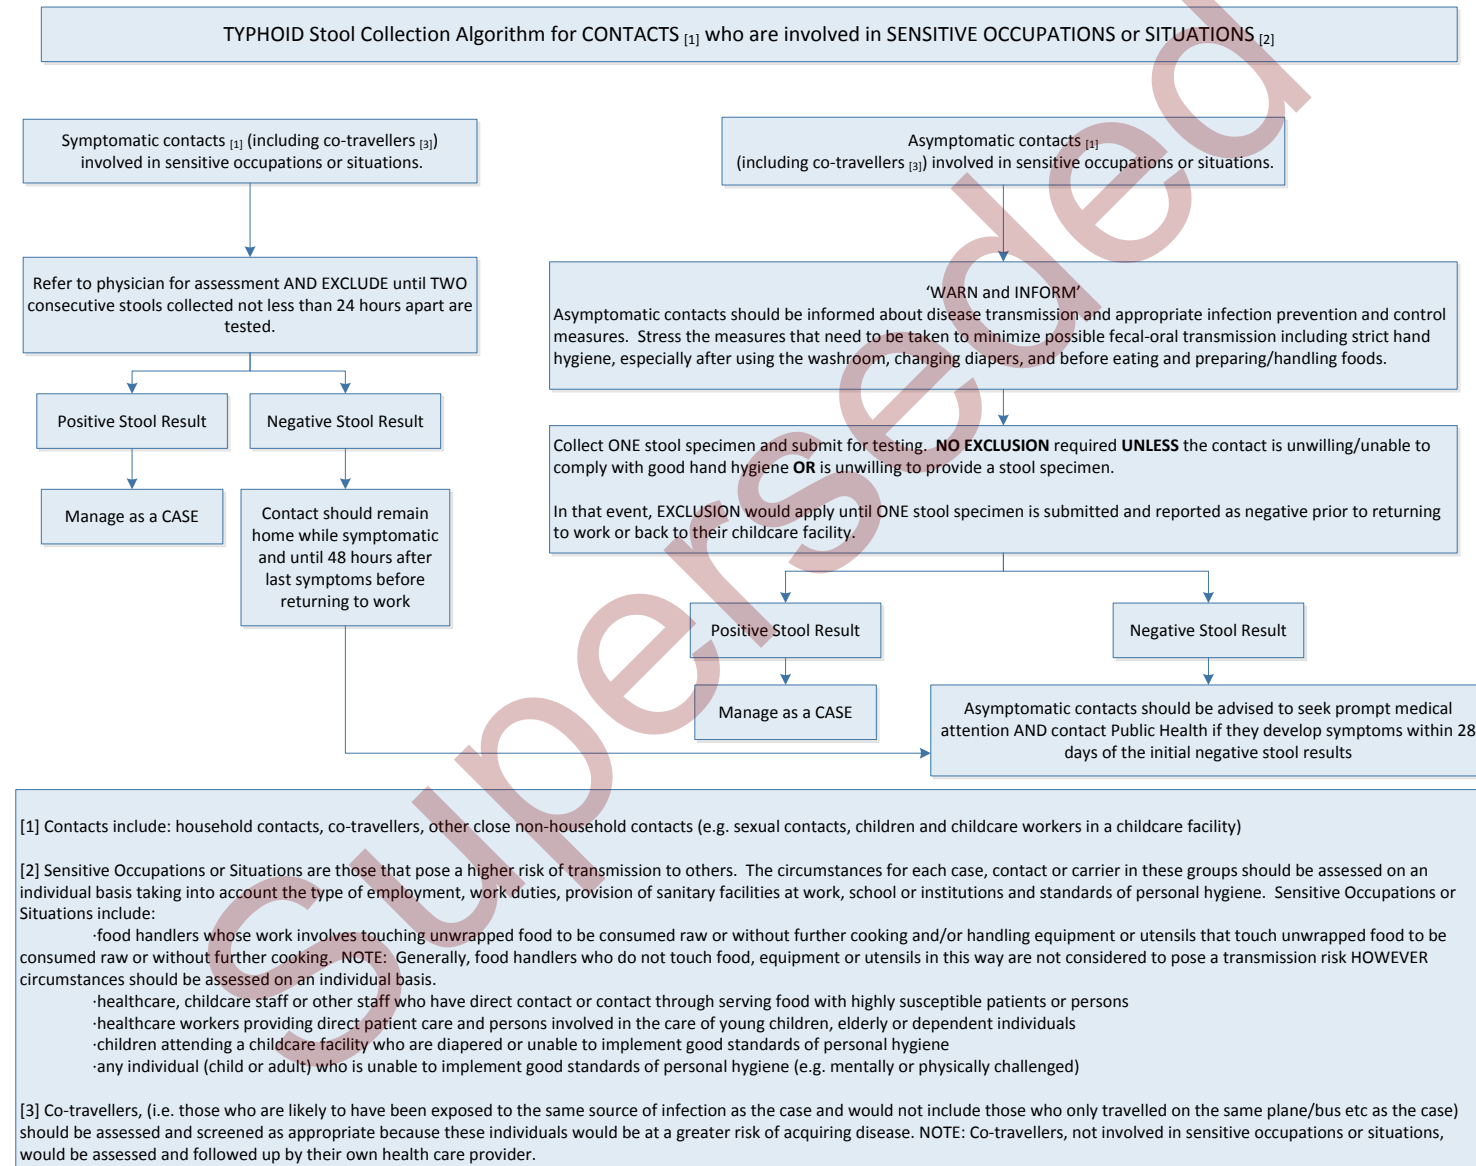 TYPHOID Stool Collection Algorithm for CONTACTS [1] who are involved in SENSITIVE OCCUPATIONS or SITUATIONS [2]
Symptomatic contacts [1] (including co-travellers [3])
involved in sensitive occupations or situations.
Refer to physician for assessment AND EXCLUDE until TWO
consecutive stools collected not less than 24 hours apart are
tested.
Positive Stool Result
Negative Stool Result
Manage as a CASE
Contact should remain
home while symptomatic
and until 48 hours after
last symptoms before
returning to work
Asymptomatic contacts [1]
(including co-travellers [3]) involved in sensitive occupations or situations.
‘WARN and INFORM’
Asymptomatic contacts should be informed about disease transmission and appropriate infection prevention and control
measures.  Stress the measures that need to be taken to minimize possible fecal-oral transmission including strict hand
hygiene, especially after using the washroom, changing diapers, and before eating and preparing/handling foods.
Collect ONE stool specimen and submit for testing.  NO EXCLUSION required UNLESS the contact is unwilling/unable to
comply with good hand hygiene OR is unwilling to provide a stool specimen.
In that event, EXCLUSION would apply until ONE stool specimen is submitted and reported as negative prior to returning
to work or back to their childcare facility.
Positive Stool Result
Negative Stool Result
Manage as a CASE
Asymptomatic contacts should be advised to seek prompt medical
attention AND contact Public Health if they develop symptoms within 28
days of the initial negative stool results
[1] Contacts include: household contacts, co-travellers, other close non-household contacts (e.g. sexual contacts, children and childcare workers in a childcare facility)
[2] Sensitive Occupations or Situations are those that pose a higher risk of transmission to others.  The circumstances for each case, contact or carrier in these groups should be assessed on an
individual basis taking into account the type of employment, work duties, provision of sanitary facilities at work, school or institutions and standards of personal hygiene.  Sensitive Occupations or
Situations include:
·food handlers whose work involves touching unwrapped food to be consumed raw or without further cooking and/or handling equipment or utensils that touch unwrapped food to be
consumed raw or without further cooking.  NOTE:  Generally, food handlers who do not touch food, equipment or utensils in this way are not considered to pose a transmission risk HOWEVER
circumstances should be assessed on an individual basis.
·healthcare, childcare staff or other staff who have direct contact or contact through serving food with highly susceptible patients or persons
·healthcare workers providing direct patient care and persons involved in the care of young children, elderly or dependent individuals
·children attending a childcare facility who are diapered or unable to implement good standards of personal hygiene
·any individual (child or adult) who is unable to implement good standards of personal hygiene (e.g. mentally or physically challenged)
[3] Co-travellers, (i.e. those who are likely to have been exposed to the same source of infection as the case and would not include those who only travelled on the same plane/bus etc as the case)
should be assessed and screened as appropriate because these individuals would be at a greater risk of acquiring disease. NOTE: Co-travellers, not involved in sensitive occupations or situations,
would be assessed and followed up by their own health care provider.
Superseded